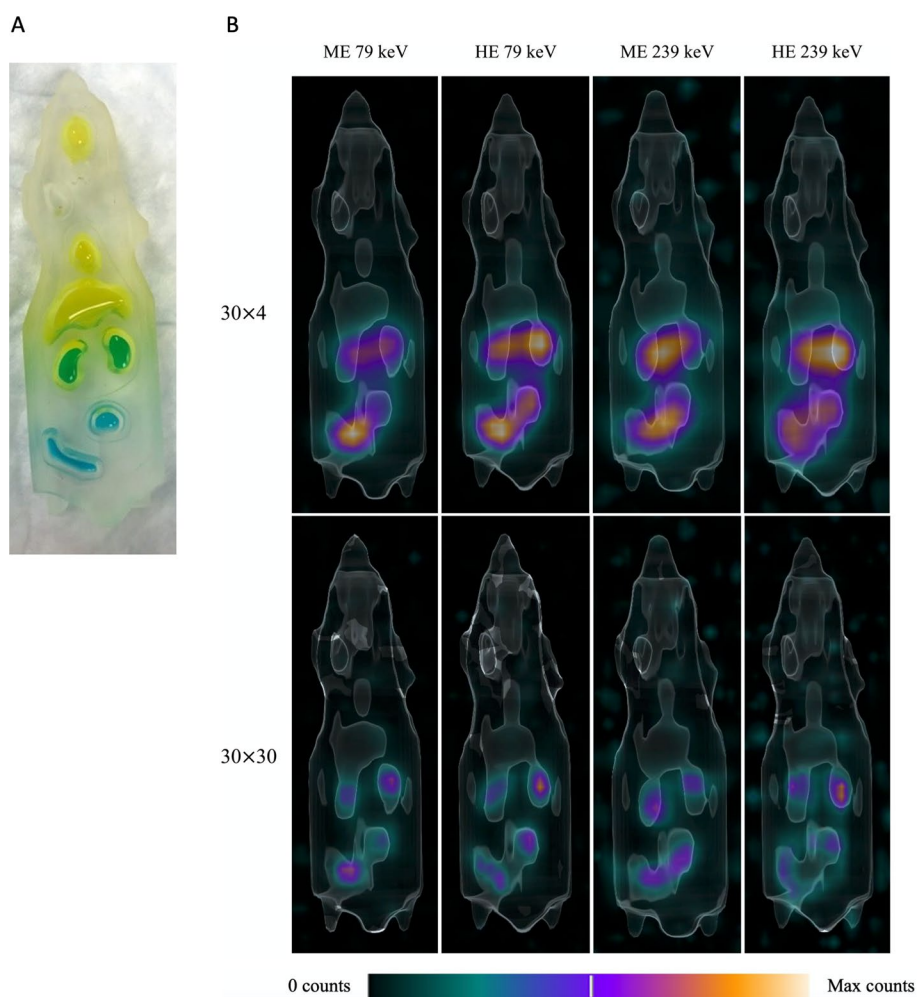 A
B
ME 79 keV
HE 79 keV
ME 239 keV
HE 239 keV
30×4
30×30
0 counts
Max counts